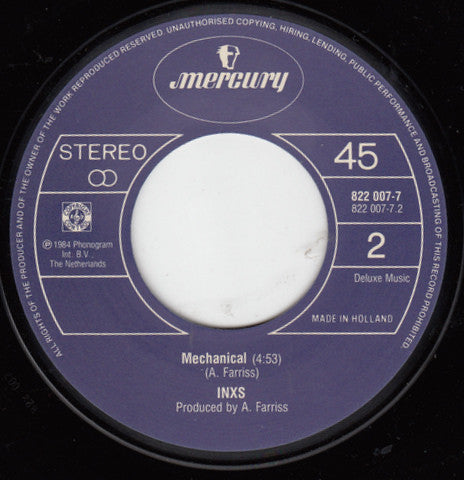 ALL RIGHTS OF THE PRODUCER AND OF THE OWNER OF THE WORK REPRODUCED RESERVED. UNAUTHORISED COPYING, HIRING, LENDING, PUBLIC PERFORMANCE AND BROADCASTING OF THIS RECORD PROHIBITED
mercury
STEREO
45
822 007-7
822 007-7.2
℗ 1984 Phonogram
Int. B.V.
The Netherlands
2
Deluxe Music
MADE IN HOLLAND
Mechanical (4:53)
(A. Farriss)
INXS
Produced by A. Farriss